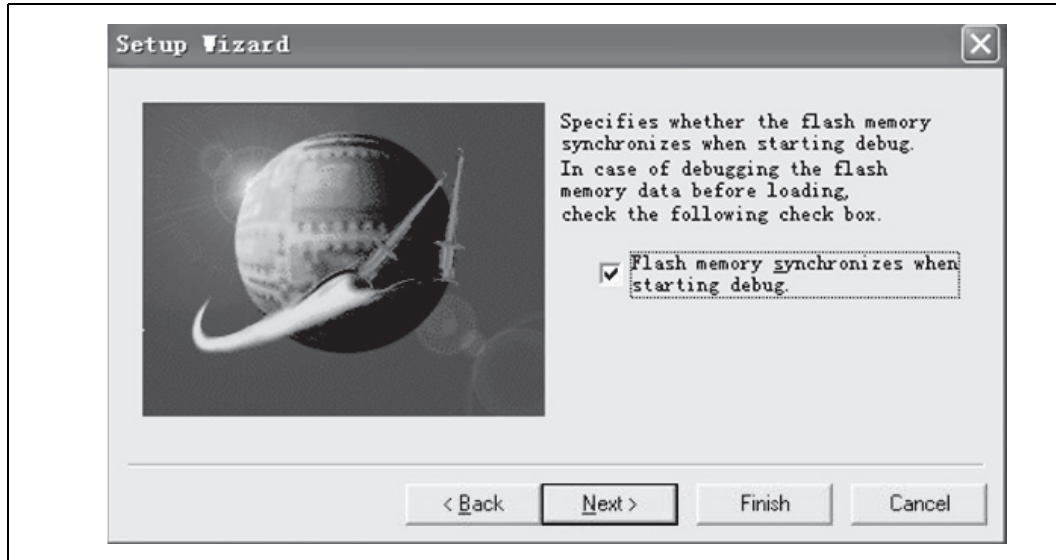 Setup Wizard
Specifies whether the flash memory
synchronizes when starting debug.
In case of debugging the flash
memory data before loading,
check the following check box.
Flash memory synchronizes when
starting debug.
< Back
Next >
Finish
Cancel